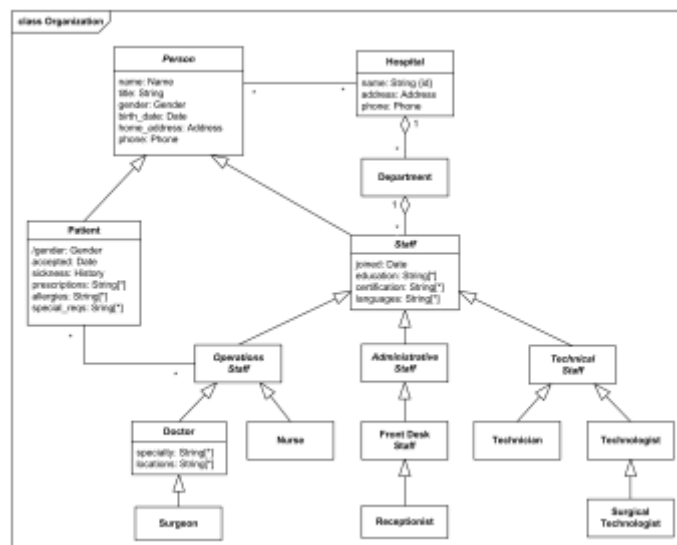 class Organization
Person
name: Name
title: String
gender: Gender
birth_date: Date
home_address: Address
phone: Phone
Hospital
name: String {id}
address: Address
phone: Phone
*
*
1
*
Department
1
*
Patient
/gender: Gender
accepted: Date
sickness: History
prescriptions: String[*]
allergies: String[*]
special_reqs: Sring[*]
Staff
joined: Date
education: String[*]
certification: String[*]
languages: String[*]
*
*
Operations
Staff
Administrative
Staff
Technical
Staff
Doctor
specialty: String[*]
locations: String[*]
Nurse
Front Desk
Staff
Technician
Technologist
Surgeon
Receptionist
Surgical
Technologist